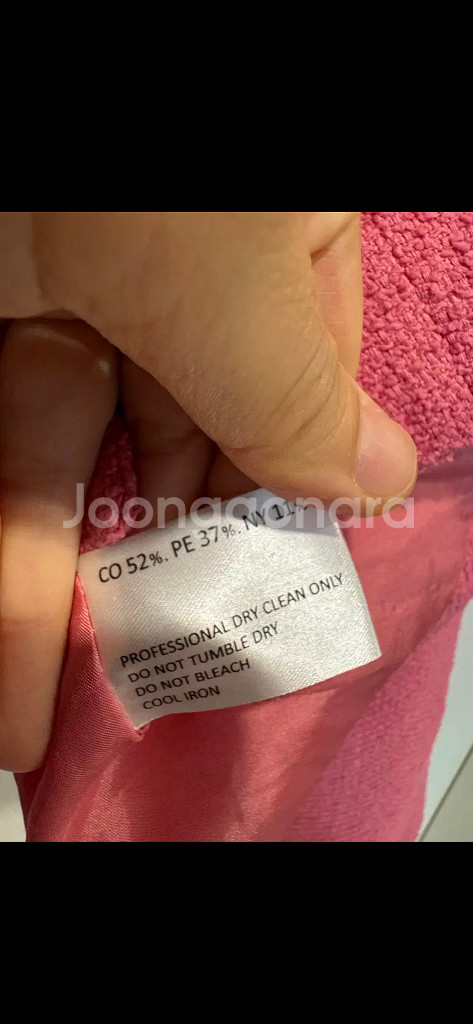 Joonggonara
CO 52%. PE 37%. NY 11%
PROFESSIONAL DRY CLEAN ONLY
DO NOT TUMBLE DRY
DO NOT BLEACH
COOL IRON